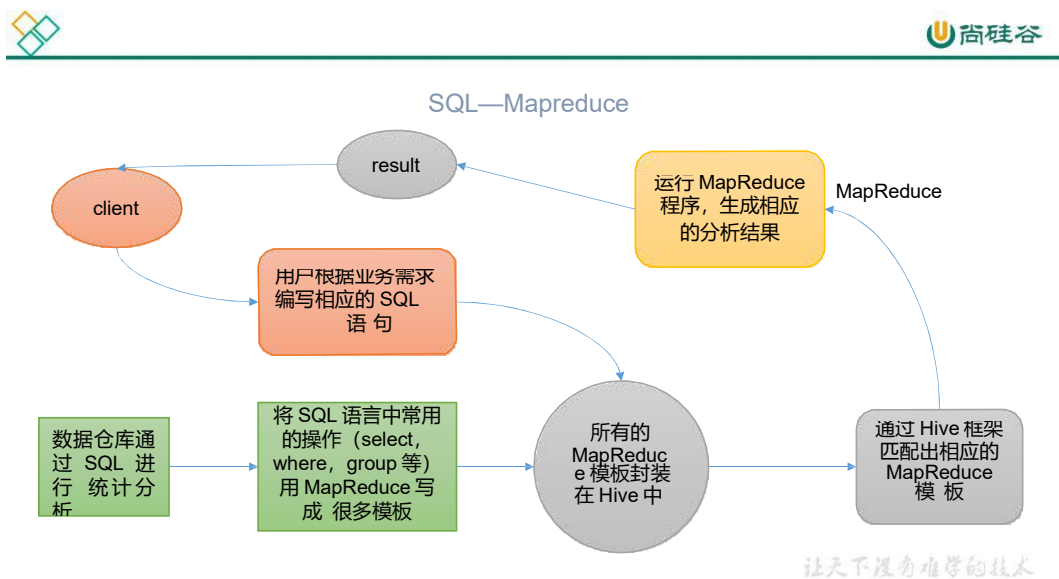 尚硅谷
SQL—Mapreduce
result
client
运行 MapReduce
程序，生成相应
的分析结果
MapReduce
用户根据业务需求
编写相应的 SQL
语 句
数据仓库通
过 SQL 进
行 统计分
析
将 SQL 语言中常用
的操作（select，
where，group 等）
用 MapReduce 写
成 很多模板
所有的
MapReduc
e 模板封装
在 Hive 中
通过 Hive 框架
匹配出相应的
MapReduce
模 板
让天下没有难学的技术